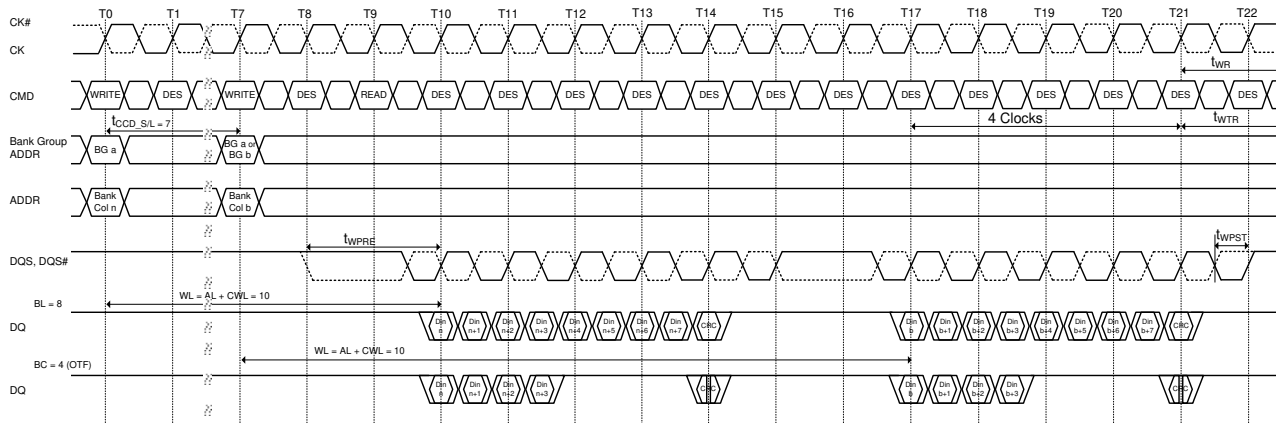 T0 T1 T7 T8 T9 T10 T11 T12 T13 T14 T15 T16 T17 T18 T19 T20 T21 T22
CK#
CK
tWR
CMD WRITE DES WRITE DES READ DES DES DES DES DES DES DES DES DES DES DES DES DES
tCCD_S/L = 7
4 Clocks
tWTR
Bank Group
ADDR
BG a
BG a or
BG b
ADDR
Bank
Col n
Bank
Col b
tWPRE
tWPST
DQS, DQS#
BL = 8
WL = AL + CWL = 10
DQ
Din n Din n+1 Din n+2 Din n+3 Din n+4 Din n+5 Din n+6 Din n+7 CRC Din b Din b+1 Din b+2 Din b+3 Din b+4 Din b+5 Din b+6 Din b+7 CRC
BC = 4 (OTF)
WL = AL + CWL = 10
DQ
Din n Din n+1 Din n+2 Din n+3 CRC Din b Din b+1 Din b+2 Din b+3 CRC